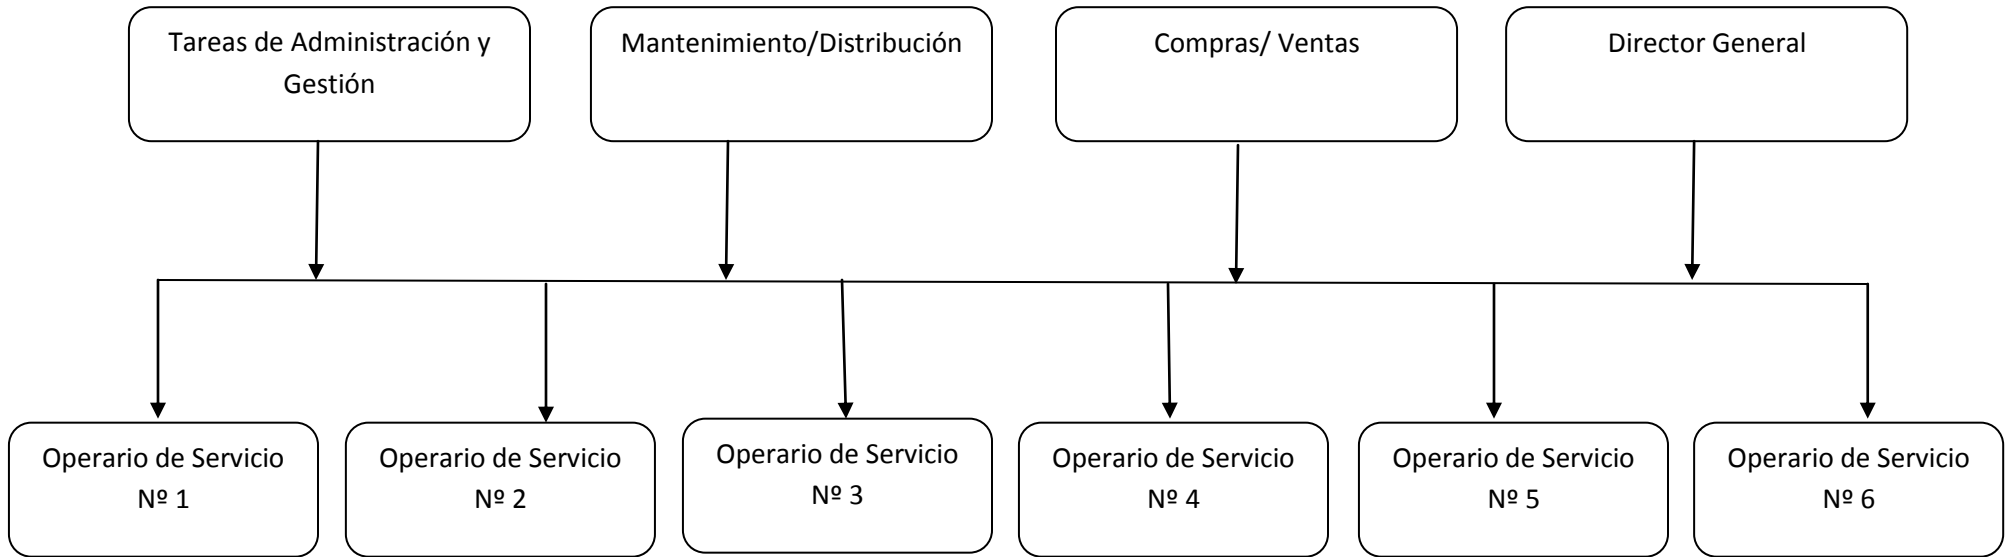 Tareas de Administración y
Gestión
Mantenimiento/Distribución
Compras/ Ventas
Director General
Operario de Servicio
Nº 1
Operario de Servicio
Nº 2
Operario de Servicio
Nº 3
Operario de Servicio
Nº 4
Operario de Servicio
Nº 5
Operario de Servicio
Nº 6